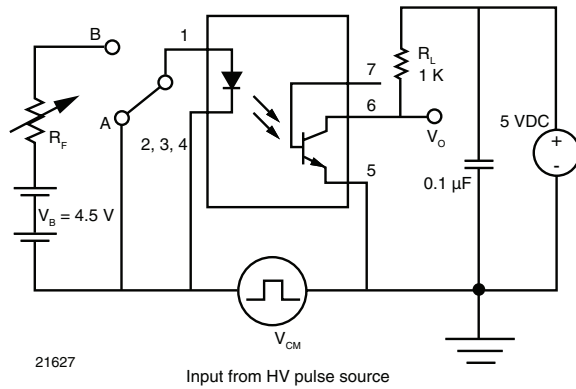 B
1
7
R_L
1 K
A
2, 3, 4
6
V_O
5 VDC
+
-
R_F
5
0.1 µF
V_B = 4.5 V
V_CM
21627
Input from HV pulse source